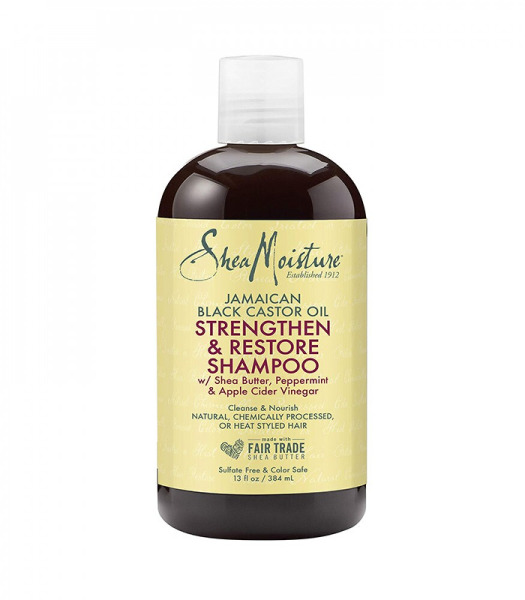 SheaMoisture
Established 1912
JAMAICAN
BLACK CASTOR OIL
STRENGTHEN
& RESTORE
SHAMPOO
w/ Shea Butter, Peppermint
& Apple Cider Vinegar
Cleanse & Nourish
NATURAL, CHEMICALLY PROCESSED,
OR HEAT STYLED HAIR
made with
FAIR TRADE
SHEA BUTTER
Sulfate Free & Color Safe
13 fl oz / 384 mL